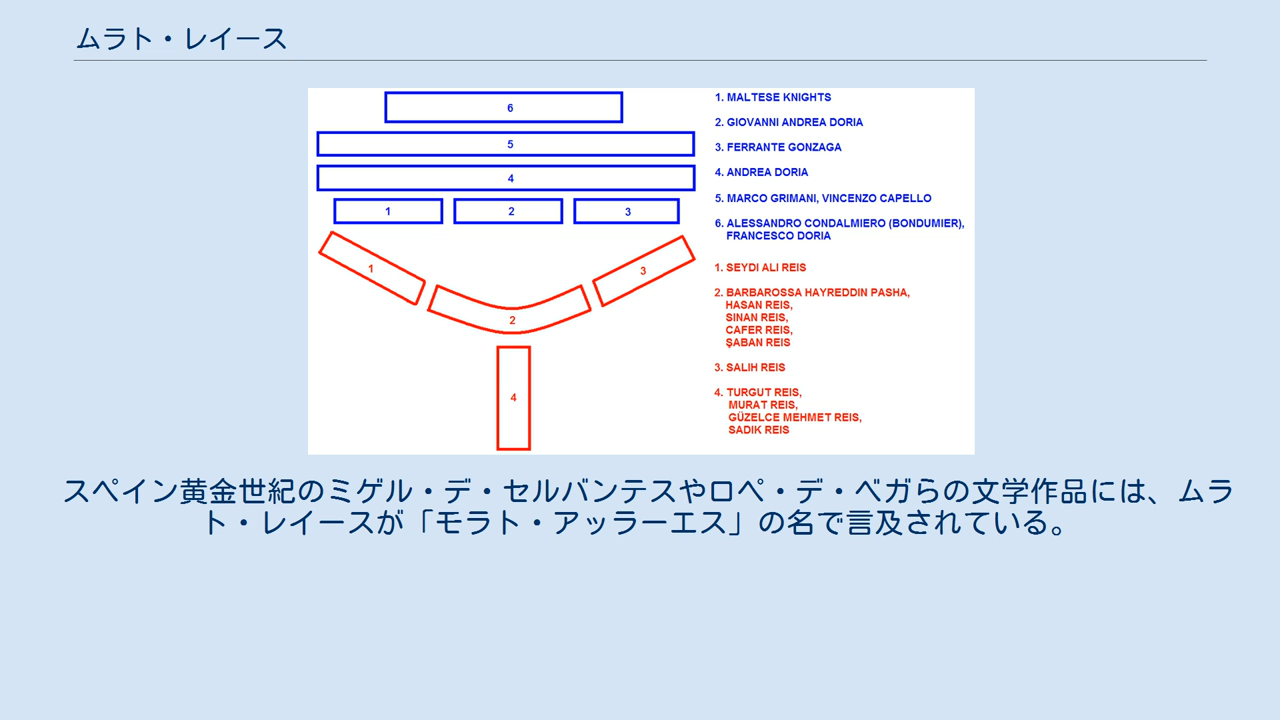 ムラト・レイース
6
5
4
1
2
3
1
3
2
4
1. MALTESE KNIGHTS
2. GIOVANNI ANDREA DORIA
3. FERRANTE GONZAGA
4. ANDREA DORIA
5. MARCO GRIMANI, VINCENZO CAPELLO
6. ALESSANDRO CONDALMIERO (BONDUMIER),
FRANCESCO DORIA
1. SEYDI ALI REIS
2. BARBAROSSA HAYREDDIN PASHA,
HASAN REIS,
SINAN REIS,
CAFER REIS,
ŞABAN REIS
3. SALIH REIS
4. TURGUT REIS,
MURAT REIS,
GÜZELCE MEHMET REIS,
SADIK REIS
スペイン黄金世紀のミゲル・デ・セルバンテスやロペ・デ・ベガらの文学作品には、ムラ
ト・レイースが「モラト・アッラーエス」の名で言及されている。